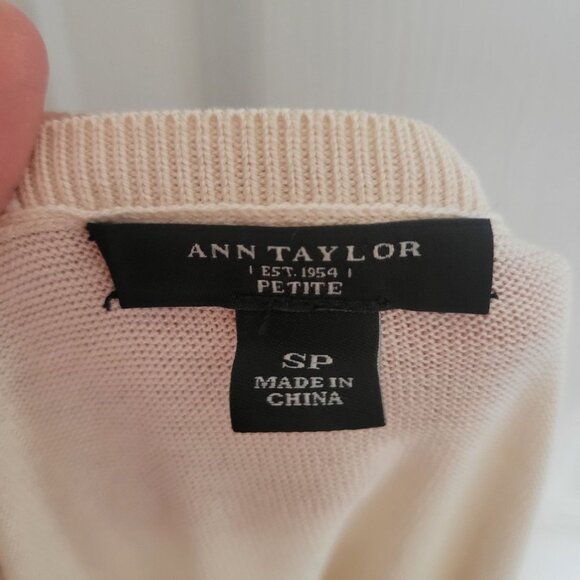 ANN TAYLOR
EST. 1954
PETITE
SP
MADE IN
CHINA